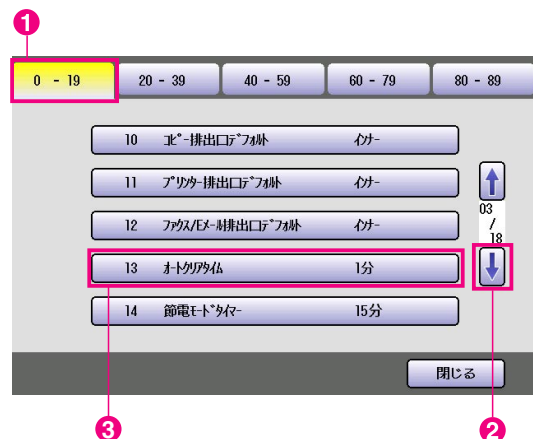 1
0 - 19 20 - 39 40 - 59 60 - 79 80 - 89
10 ｺﾋﾟｰ排出口ﾃﾞﾌｫﾙﾄ ｲﾝﾅｰ
11 ﾌﾟﾘﾝﾀｰ排出口ﾃﾞﾌｫﾙﾄ ｲﾝﾅｰ
12 ﾌｧｸｽ/Eﾒｰﾙ排出口ﾃﾞﾌｫﾙﾄ ｲﾝﾅｰ
03
/
18
13 ｵｰﾄｸﾘｱﾀｲﾑ 1分
14 節電ﾓｰﾄﾞﾀｲﾏｰ 15分
閉じる
3 2